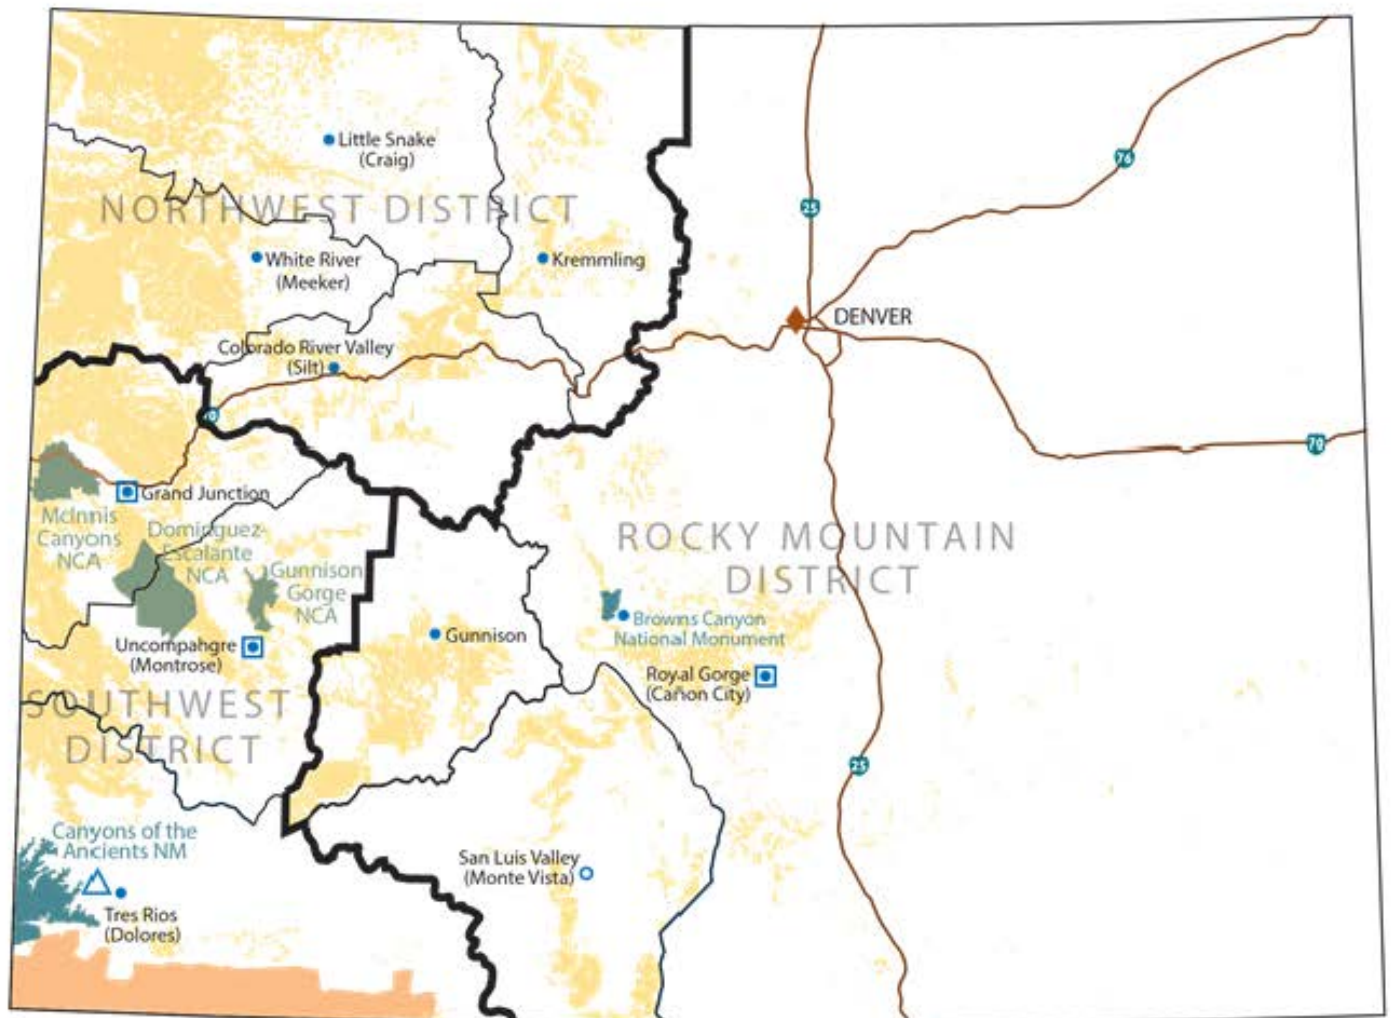 Little Snake
(Craig)
76
25
NORTHWEST DISTRICT
White River
(Meeker)
Kremmling
DENVER
Colorado River Valley
(Silt)
70
70
Grand Junction
McInnis
Canyons
NCA
Dominguez-
Escalante
NCA
Gunnison
Gorge
NCA
ROCKY MOUNTAIN
DISTRICT
Browns Canyon
National Monument
Gunnison
Uncompahgre
(Montrose)
Royal Gorge
(Cañon City)
SOUTHWEST
DISTRICT
25
Canyons of the
Ancients NM
San Luis Valley
(Monte Vista)
Tres Rios
(Dolores)